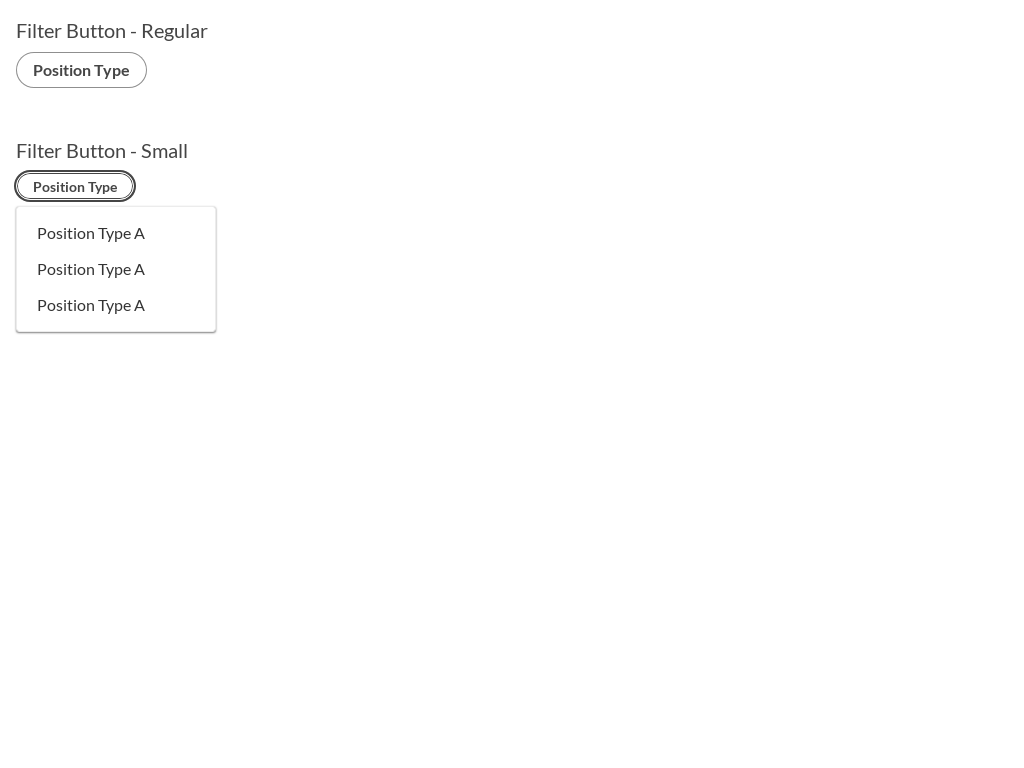 Filter Button - Regular
Position Type
Filter Button - Small
Position Type
Position Type A
Position Type A
Position Type A